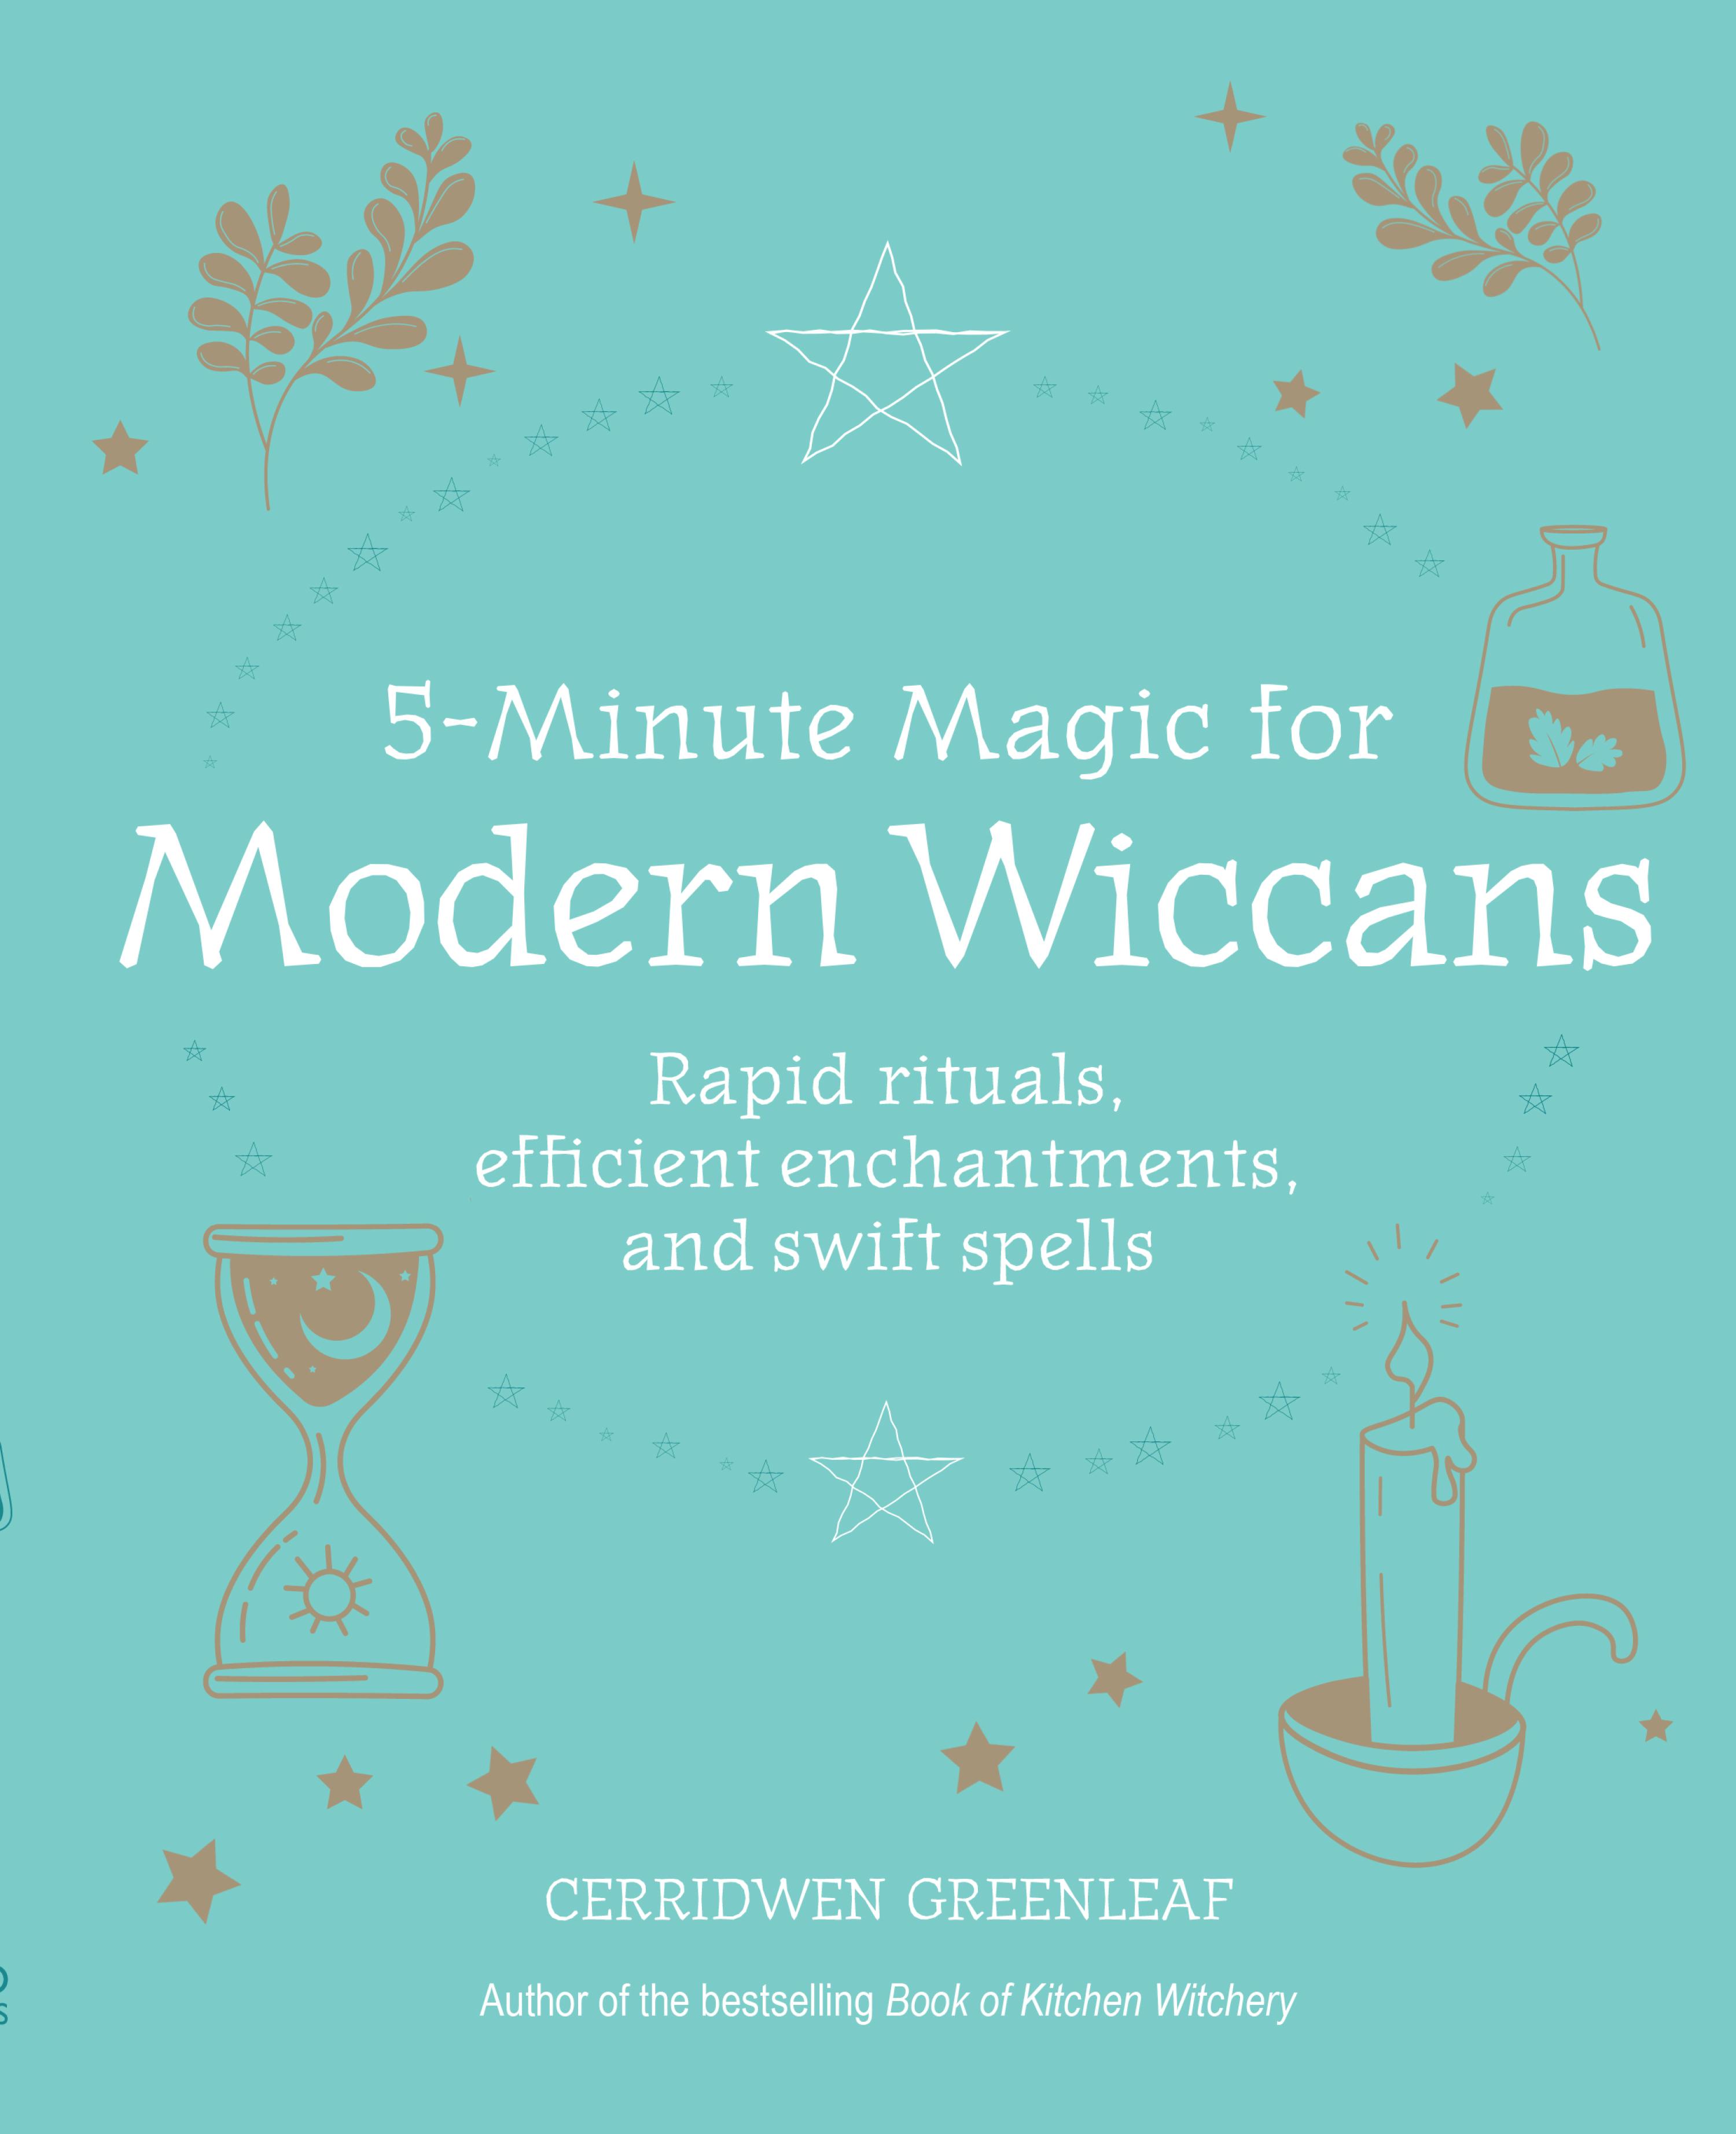 5-Minute Magic for
Modern Wiccans
Rapid rituals,
efficient enchantments,
and swift spells
CERRIDWEN GREENLEAF
Author of the bestselling Book of Kitchen Witchery